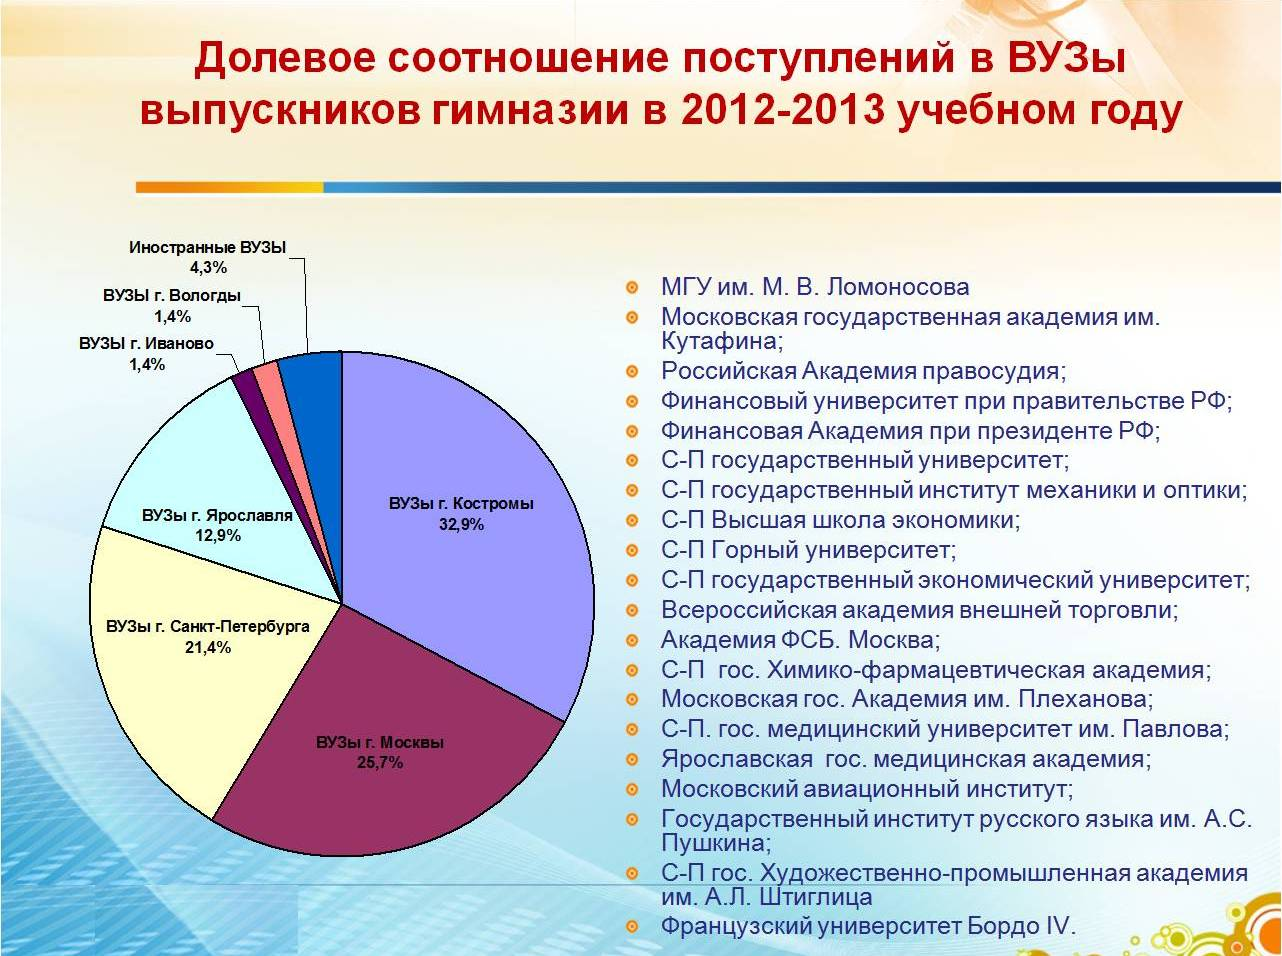 Долевое соотношение поступлений в ВУЗы
выпускников гимназии в 2012-2013 учебном году
Иностранные ВУЗЫ
4,3%
ВУЗЫ г. Вологды
1,4%
ВУЗЫ г. Иваново
1,4%
ВУЗы г. Костромы
32,9%
ВУЗы г. Ярославля
12,9%
ВУЗы г. Санкт-Петербурга
21,4%
ВУЗы г. Москвы
25,7%
МГУ им. М. В. Ломоносова
Московская государственная академия им.
Кутафина;
Российская Академия правосудия;
Финансовый университет при правительстве РФ;
Финансовая Академия при президенте РФ;
С-П государственный университет;
С-П государственный институт механики и оптики;
С-П Высшая школа экономики;
С-П Горный университет;
С-П государственный экономический университет;
Всероссийская академия внешней торговли;
Академия ФСБ. Москва;
С-П  гос. Химико-фармацевтическая академия;
Московская гос. Академия им. Плеханова;
С-П. гос. медицинский университет им. Павлова;
Ярославская  гос. медицинская академия;
Московский авиационный институт;
Государственный институт русского языка им. А.С.
Пушкина;
С-П гос. Художественно-промышленная академия
им. А.Л. Штиглица
Французский университет Бордо IV.